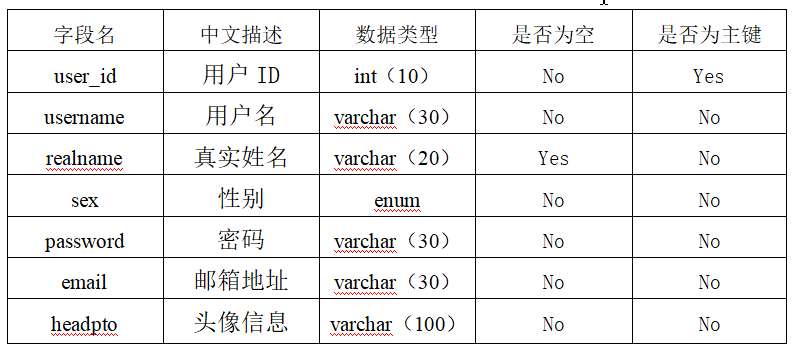 字段名 中文描述 数据类型 是否为空 是否为主键
user_id 用户 ID int（10） No Yes
username 用户名 varchar（30） No No
realname 真实姓名 varchar（20） Yes No
sex 性别 enum No No
password 密码 varchar（30） No No
email 邮箱地址 varchar（30） No No
headpto 头像信息 varchar（100） No No